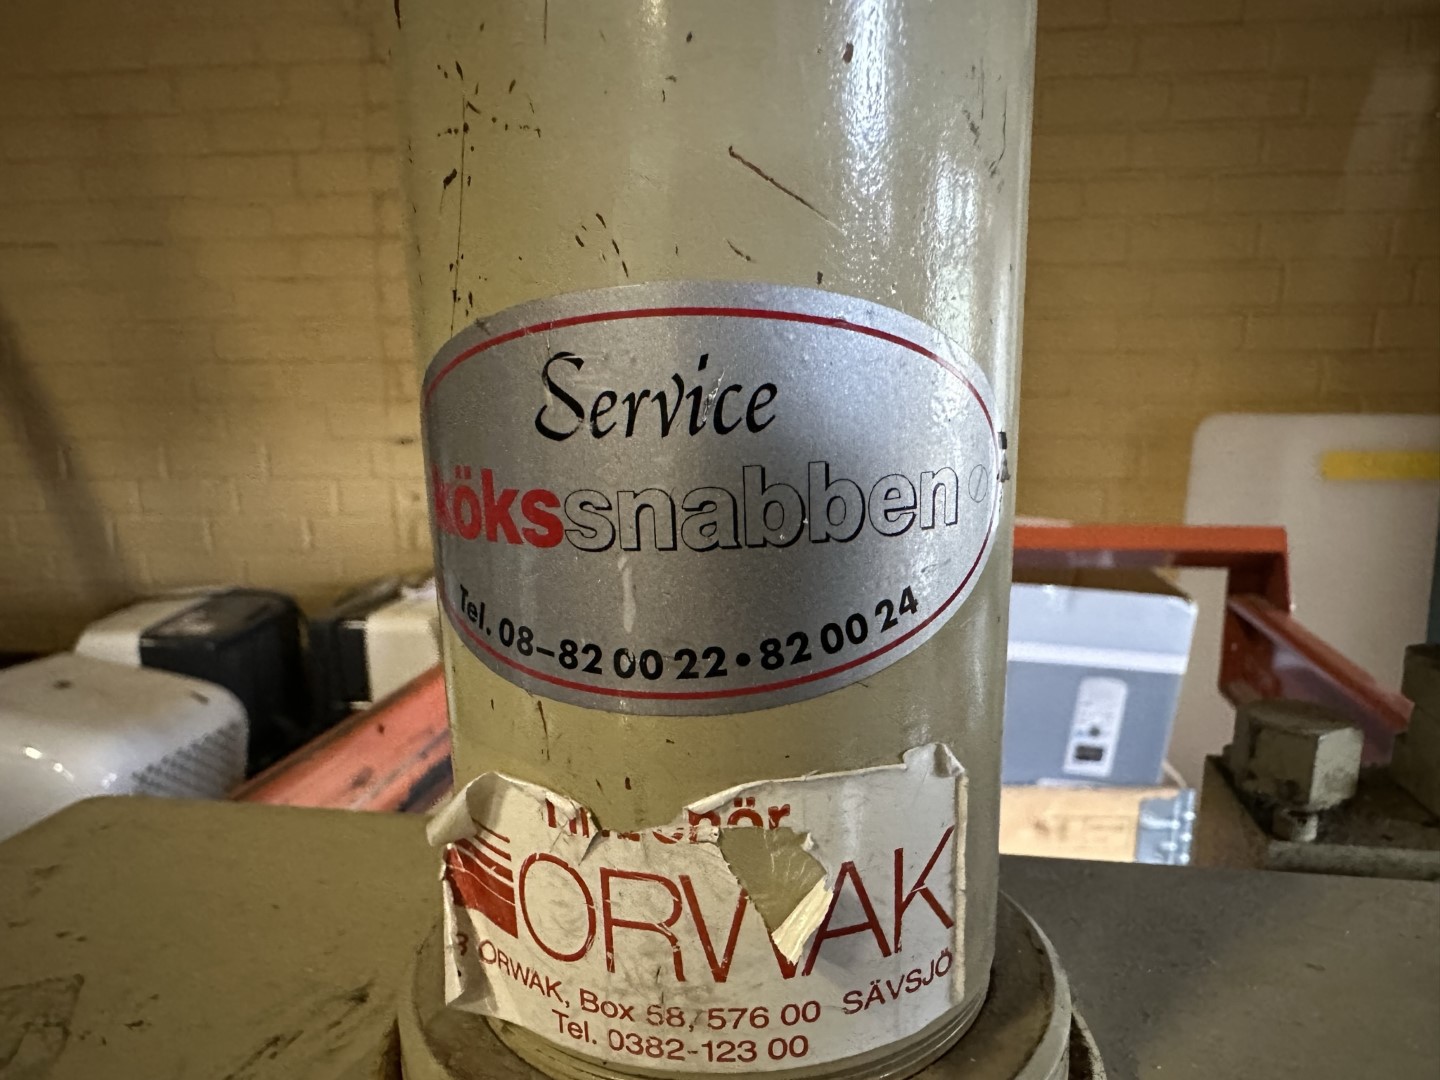 Service
kökssnabben
Tel. 08–82 00 22 • 82 00 24
ORWAK
ORWAK, Box 58, 576 00 SÄVSJÖ
Tel. 0382-123 00